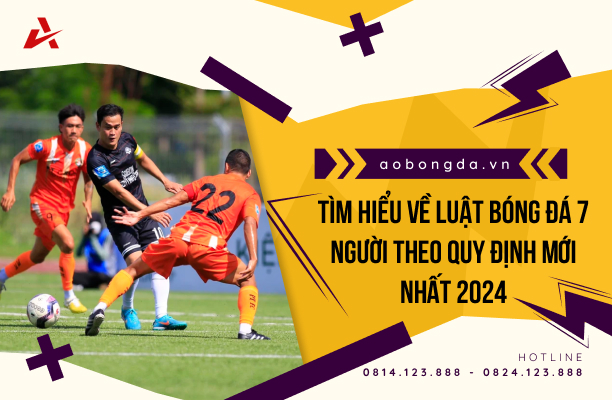 aobongda.vn
TÌM HIỂU VỀ LUẬT BÓNG ĐÁ 7
NGƯỜI THEO QUY ĐỊNH MỚI
NHẤT 2024
22
HOTLINE
0814.123.888 - 0824.123.888